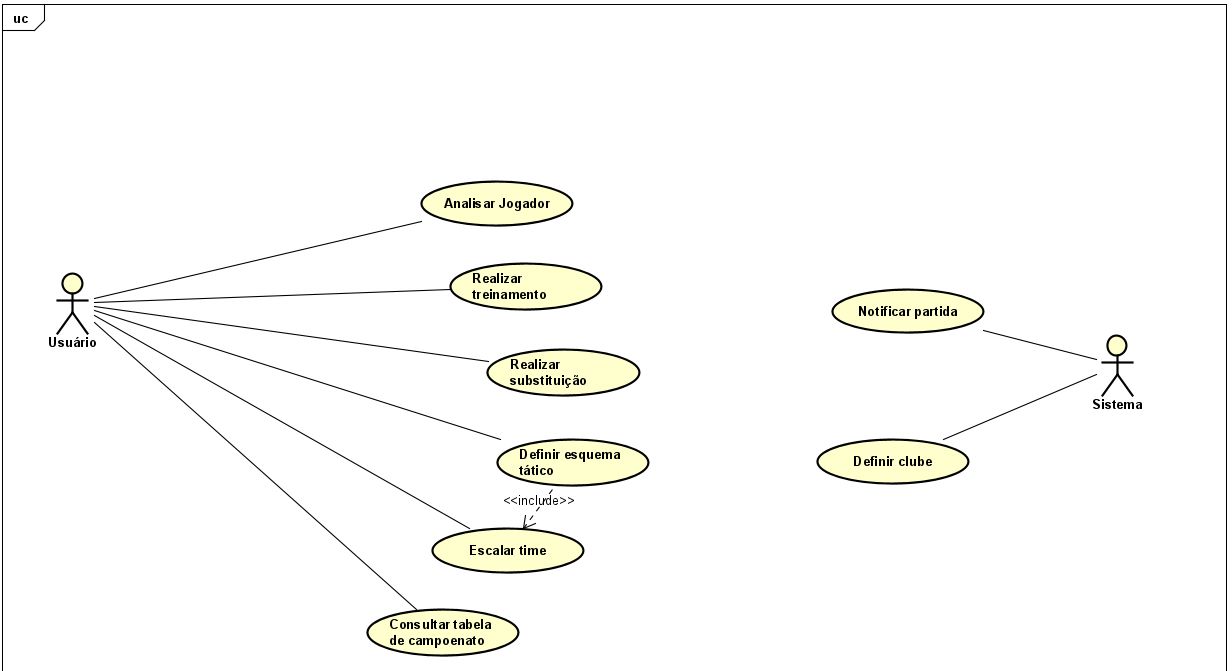 uc
Analisar Jogador
Realizar
treinamento
Usuário
Notificar partida
Realizar
substituição
Sistema
Definir esquema
tático
Definir clube
<<include>>
Escalar time
Consultar tabela
de campoenato